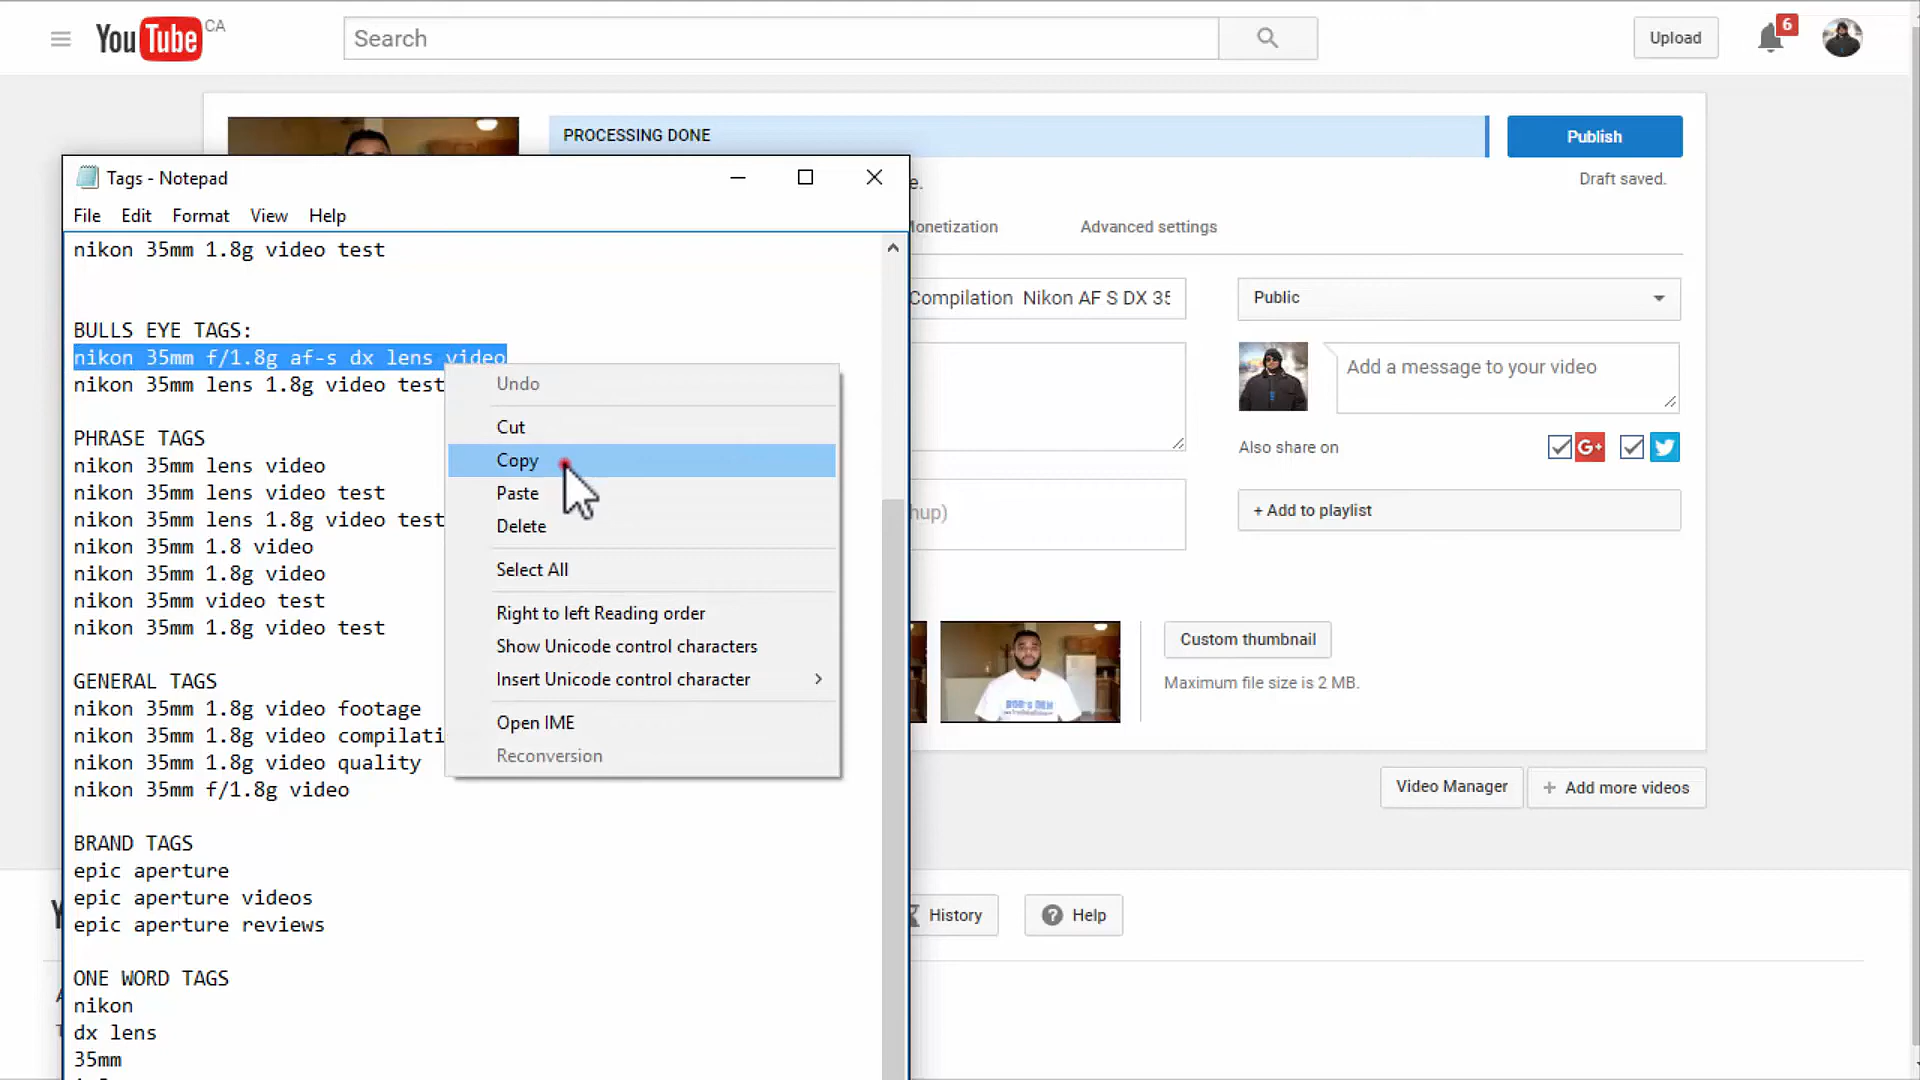 YouTube CA
Search
Upload
6
PROCESSING DONE
Publish
Draft saved.
e.
Monetization
Advanced settings
Compilation Nikon AF S DX 35
Public
Add a message to your video
Also share on
G+
hup)
+ Add to playlist
Custom thumbnail
Maximum file size is 2 MB.
BOB'S DEN
Video Manager
+ Add more videos
History
? Help
Tags - Notepad
File Edit Format View Help
nikon 35mm 1.8g video test
BULLS EYE TAGS:
nikon 35mm f/1.8g af-s dx lens video
nikon 35mm lens 1.8g video test
PHRASE TAGS
nikon 35mm lens video
nikon 35mm lens video test
nikon 35mm lens 1.8g video test
nikon 35mm 1.8 video
nikon 35mm 1.8g video
nikon 35mm video test
nikon 35mm 1.8g video test
GENERAL TAGS
nikon 35mm 1.8g video footage
nikon 35mm 1.8g video compilati
nikon 35mm 1.8g video quality
nikon 35mm f/1.8g video
BRAND TAGS
epic aperture
epic aperture videos
epic aperture reviews
ONE WORD TAGS
nikon
dx lens
35mm
Undo
Cut
Copy
Paste
Delete
Select All
Right to left Reading order
Show Unicode control characters
Insert Unicode control character
Open IME
Reconversion